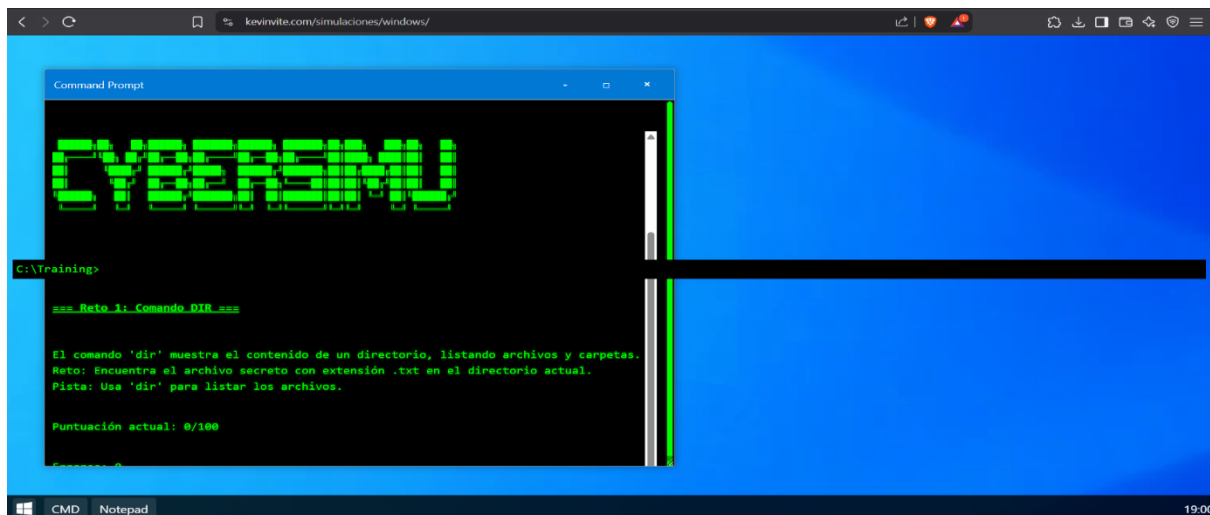 kevinvite.com/simulaciones/windows/
Command Prompt
CYBERSIMU
C:\Training>
=== Reto 1: Comando DIR ===
El comando 'dir' muestra el contenido de un directorio, listando archivos y carpetas.
Reto: Encuentra el archivo secreto con extensión .txt en el directorio actual.
Pista: Usa 'dir' para listar los archivos.
Puntuación actual: 0/100
CMD Notepad 19:00